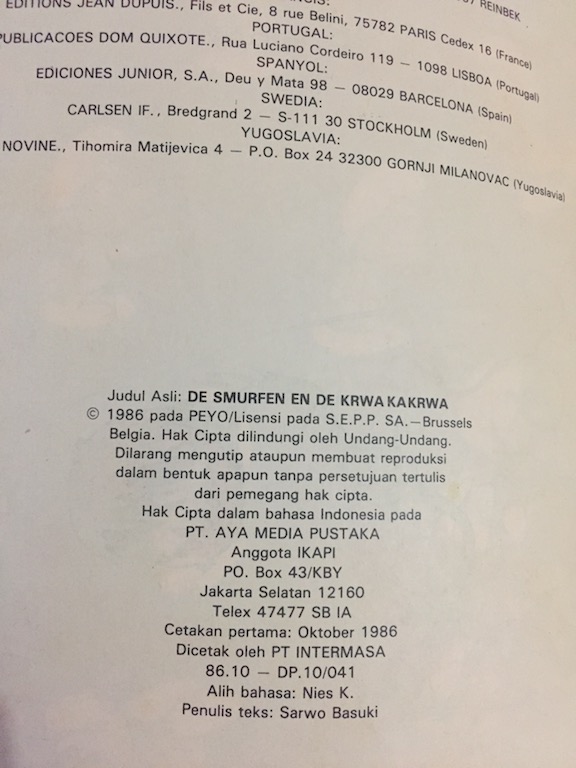 REINBEK
EDITIONS JEAN DUPUIS., Fils et Cie, 8 rue Belini, 75782 PARIS Cedex 16 (France)
PORTUGAL:
PUBLICACOES DOM QUIXOTE., Rua Luciano Cordeiro 119 — 1098 LISBOA (Portugal)
SPANYOL:
EDICIONES JUNIOR, S.A., Deu y Mata 98 — 08029 BARCELONA (Spain)
SWEDIA:
CARLSEN IF., Bredgrand 2 — S-111 30 STOCKHOLM (Sweden)
YUGOSLAVIA:
NOVINE., Tihomira Matijevica 4 — P.O. Box 24 32300 GORNJI MILANOVAC (Yugoslavia)
Judul Asli: DE SMURFEN EN DE KRWAKAKRWA
© 1986 pada PEYO/Lisensi pada S.E.P.P. SA.—Brussels
Belgia. Hak Cipta dilindungi oleh Undang-Undang.
Dilarang mengutip ataupun membuat reproduksi
dalam bentuk apapun tanpa persetujuan tertulis
dari pemegang hak cipta.
Hak Cipta dalam bahasa Indonesia pada
PT. AYA MEDIA PUSTAKA
Anggota IKAPI
PO. Box 43/KBY
Jakarta Selatan 12160
Telex 47477 SB IA
Cetakan pertama: Oktober 1986
Dicetak oleh PT INTERMASA
86.10 — DP.10/041
Alih bahasa: Nies K.
Penulis teks: Sarwo Basuki